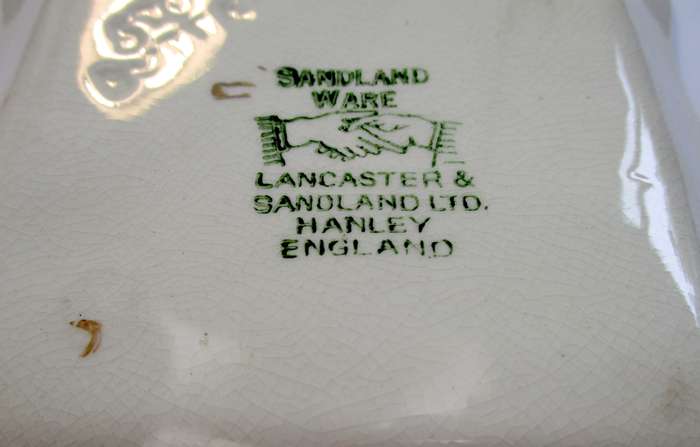 SANDLAND
WARE
LANCASTER &
SANDLAND LTD.
HANLEY
ENGLAND